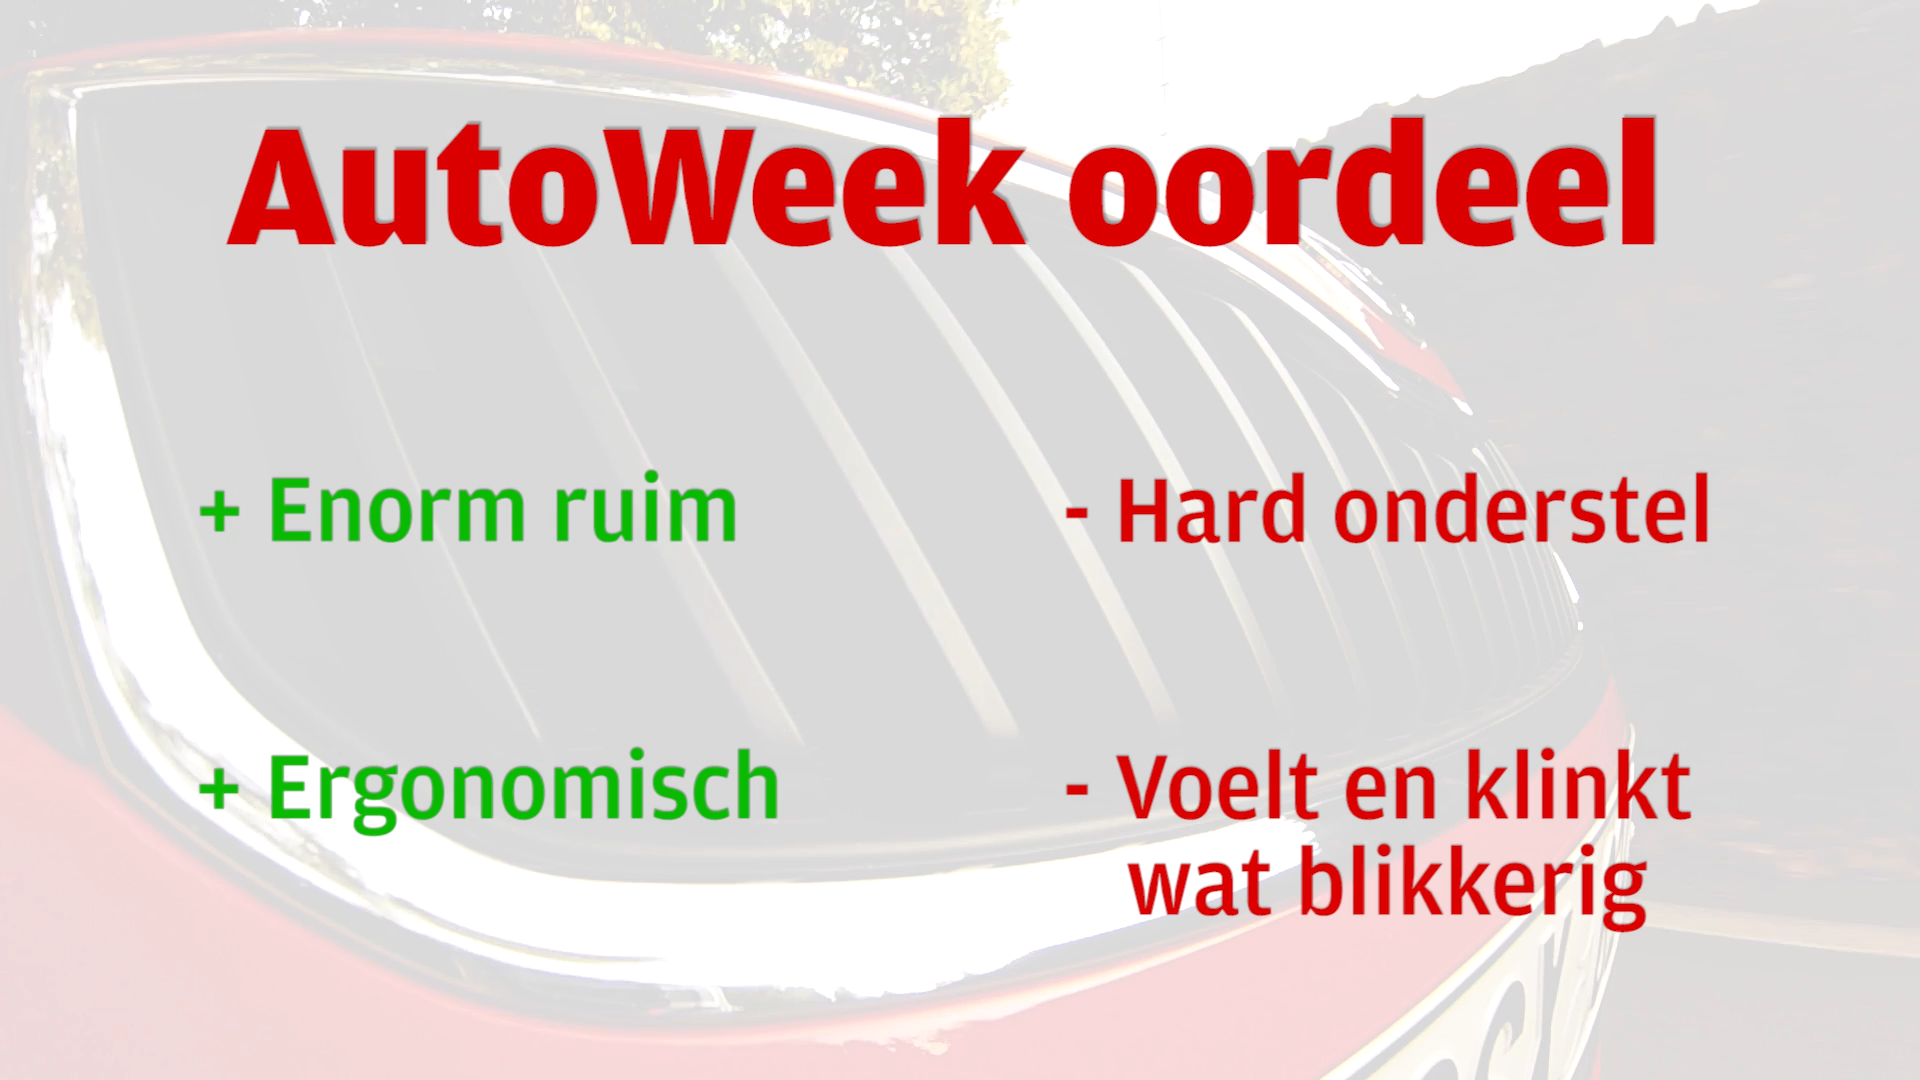 AutoWeek oordeel
+ Enorm ruim
- Hard onderstel
+ Ergonomisch
- Voelt en klinkt
wat blikkerig